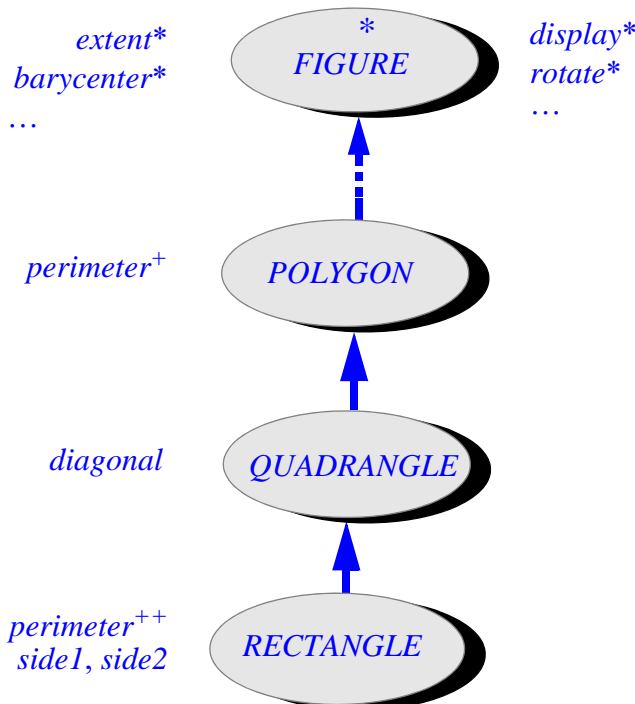 extent*
barycenter*
…
*
FIGURE
display*
rotate*
…
perimeter+
POLYGON
diagonal
QUADRANGLE
perimeter++
side1, side2
RECTANGLE